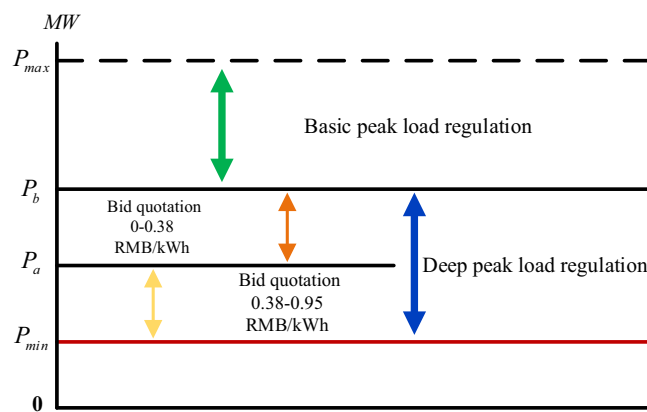 MW
P_max
Basic peak load regulation
P_b
Bid quotation
0-0.38
RMB/kWh
P_a
Deep peak load regulation
Bid quotation
0.38-0.95
RMB/kWh
P_min
0